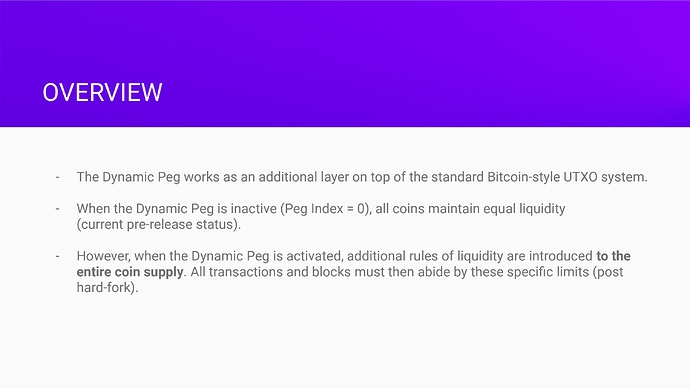 OVERVIEW
- The Dynamic Peg works as an additional layer on top of the standard Bitcoin-style UTXO system.
- When the Dynamic Peg is inactive (Peg Index = 0), all coins maintain equal liquidity
(current pre-release status).
- However, when the Dynamic Peg is activated, additional rules of liquidity are introduced to the
entire coin supply. All transactions and blocks must then abide by these specific limits (post
hard-fork).